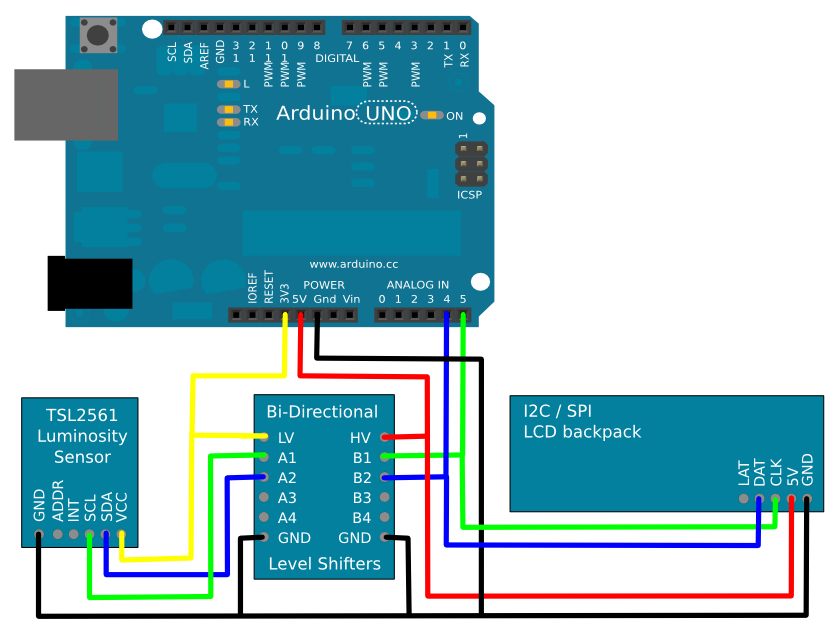 SCL SDA AREF GND 13 12 11 10 9 8 7 6 5 4 3 2 1 0
PWM PWM PWM DIGITAL PWM PWM PWM TX RX
L
TX
RX
Arduino UNO ON
1
ICSP
www.arduino.cc
IOREF RESET 3V3 POWER ANALOG IN
5V Gnd Vin 0 1 2 3 4 5
TSL2561
Luminosity
Sensor
GND ADDR INT SCL SDA VCC
Bi-Directional
LV HV
A1 B1
A2 B2
A3 B3
A4 B4
GND GND
Level Shifters
I2C / SPI
LCD backpack
LAT DAT CLK 5V GND